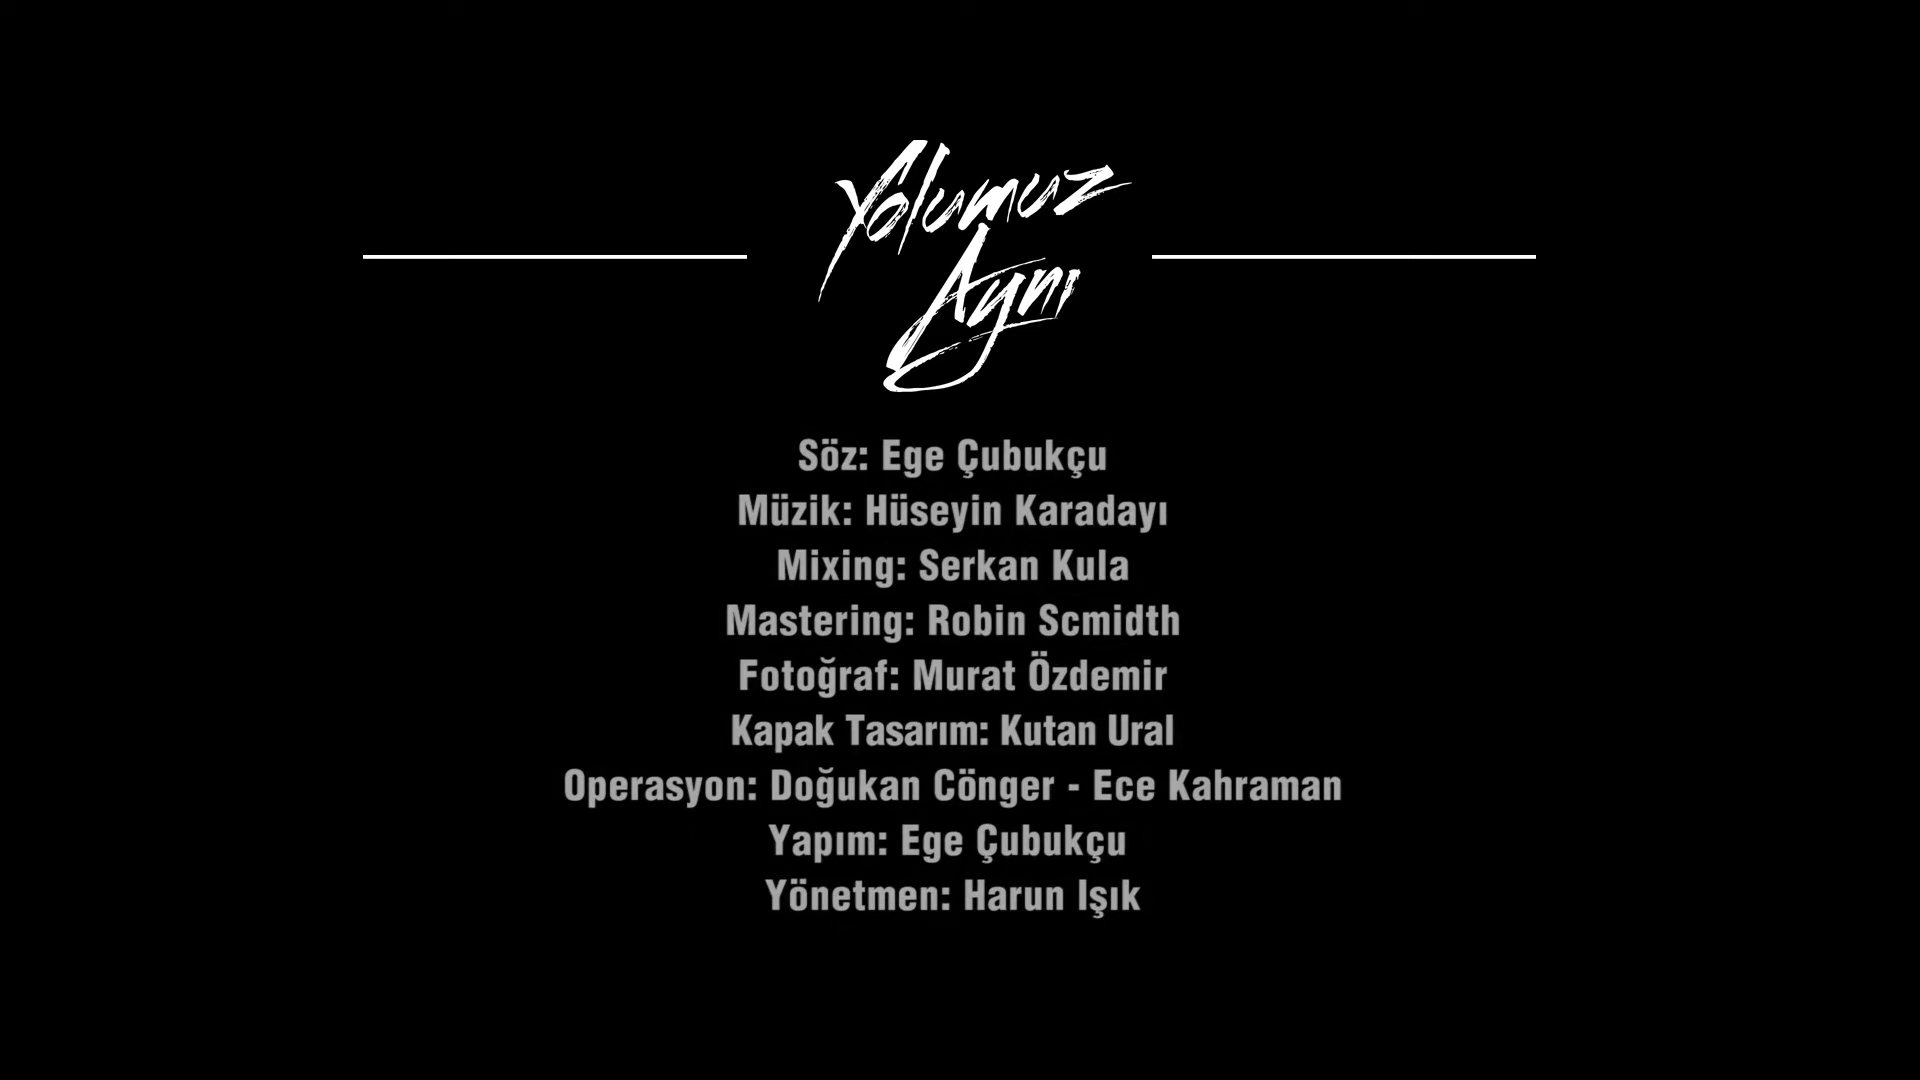 Yolumuz
Aynı
Söz: Ege Çubukçu
Müzik: Hüseyin Karadayı
Mixing: Serkan Kula
Mastering: Robin Scmidth
Fotoğraf: Murat Özdemir
Kapak Tasarım: Kutan Ural
Operasyon: Doğukan Cönger - Ece Kahraman
Yapım: Ege Çubukçu
Yönetmen: Harun Işık